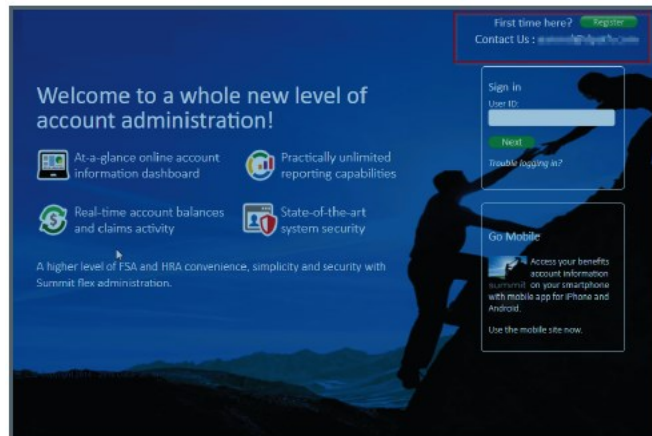 First time here? Register
Contact Us :
Welcome to a whole new level of
account administration!
At-a-glance online account
information dashboard
Practically unlimited
reporting capabilities
Real-time account balances
and claims activity
State-of-the-art
system security
A higher level of FSA and HRA convenience, simplicity and security with
Summit flex administration.
Sign in
User ID:
Next
Trouble logging in?
Go Mobile
Access your benefits
account information
summit on your smartphone
with mobile app for iPhone and
Android.
Use the mobile site now.